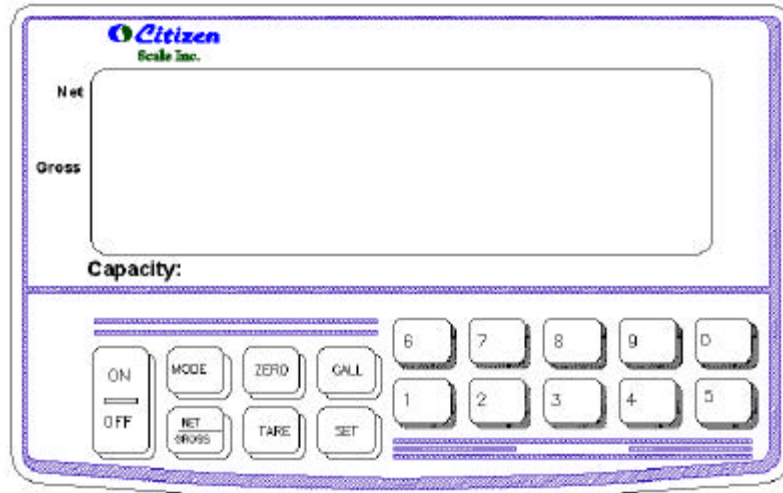 Citizen
Scale Inc.
Net
Gross
Capacity:
6 7 8 9 0
ON MODE ZERO CALL
1 2 3 4 5
OFF NET GROSS TARE SET